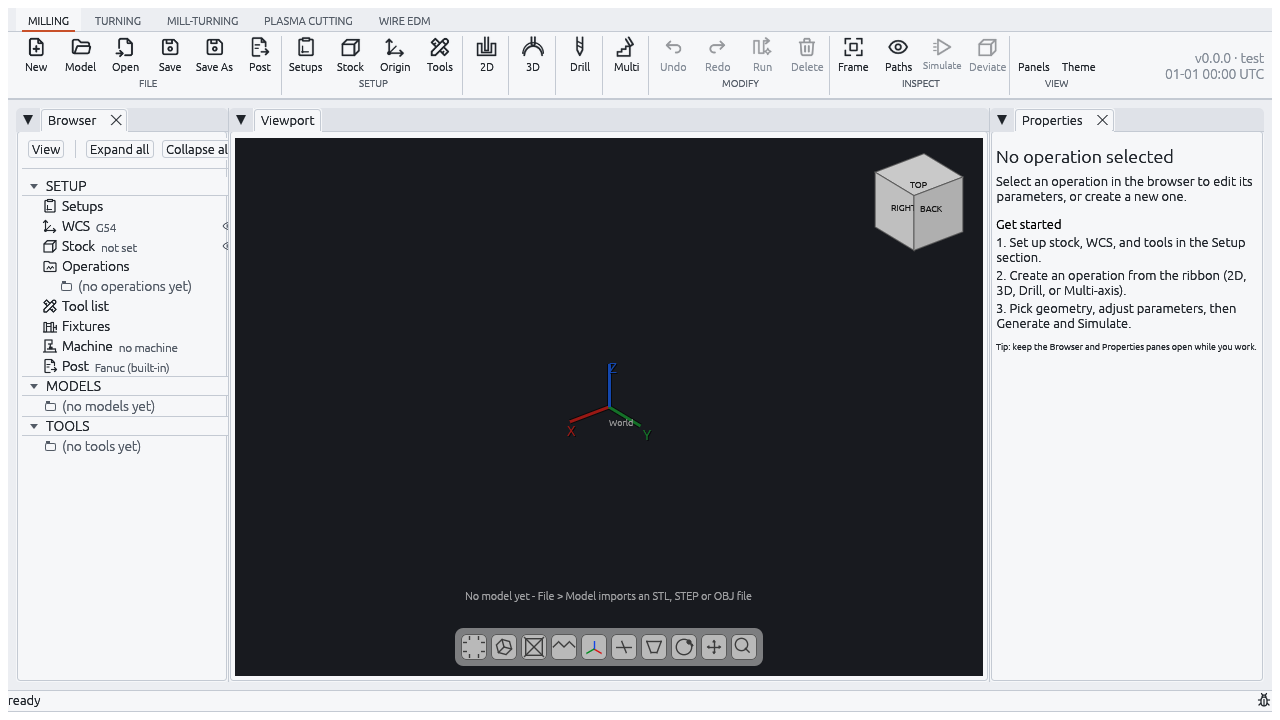 MILLING TURNING MILL-TURNING PLASMA CUTTING WIRE EDM
New Model Open Save Save As Post Setups Stock Origin Tools 2D 3D Drill Multi Undo Redo Run Delete Frame Paths Simulate Deviate Panels Theme
FILE SETUP MODIFY INSPECT VIEW
v0.0.0 · test
01-01 00:00 UTC
Browser
View Expand all Collapse al
SETUP
Setups
WCS G54
Stock not set
Operations
(no operations yet)
Tool list
Fixtures
Machine no machine
Post Fanuc (built-in)
MODELS
(no models yet)
TOOLS
(no tools yet)
Viewport
TOP
RIGHT BACK
Z
World
X Y
No model yet - File > Model imports an STL, STEP or OBJ file
Properties
No operation selected
Select an operation in the browser to edit its
parameters, or create a new one.
Get started
1. Set up stock, WCS, and tools in the Setup
section.
2. Create an operation from the ribbon (2D,
3D, Drill, or Multi-axis).
3. Pick geometry, adjust parameters, then
Generate and Simulate.
Tip: keep the Browser and Properties panes open while you work.
ready